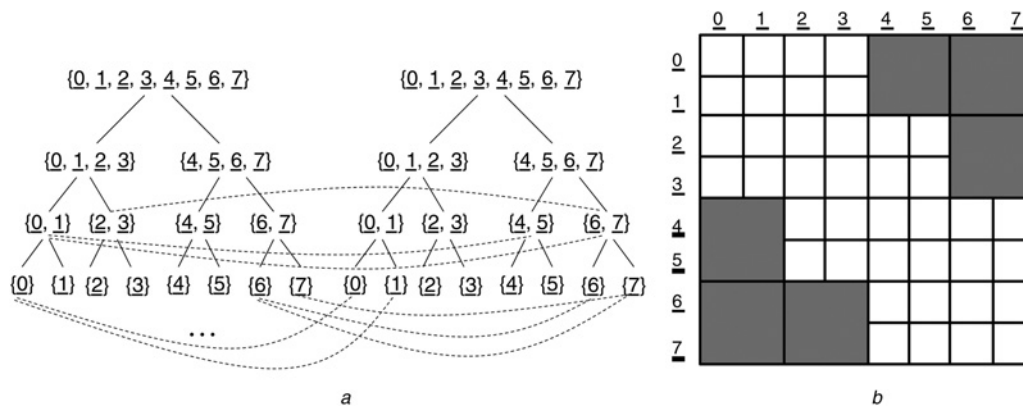 {0, 1, 2, 3, 4, 5, 6, 7} {0, 1, 2, 3, 4, 5, 6, 7}
{0, 1, 2, 3} {4, 5, 6, 7} {0, 1, 2, 3} {4, 5, 6, 7}
{0, 1} {2, 3} {4, 5} {6, 7} {0, 1} {2, 3} {4, 5} {6, 7}
{0} {1} {2} {3} {4} {5} {6} {7} {0} {1} {2} {3} {4} {5} {6} {7}
...
a
0 1 2 3 4 5 6 7
0
1
2
3
4
5
6
7
b